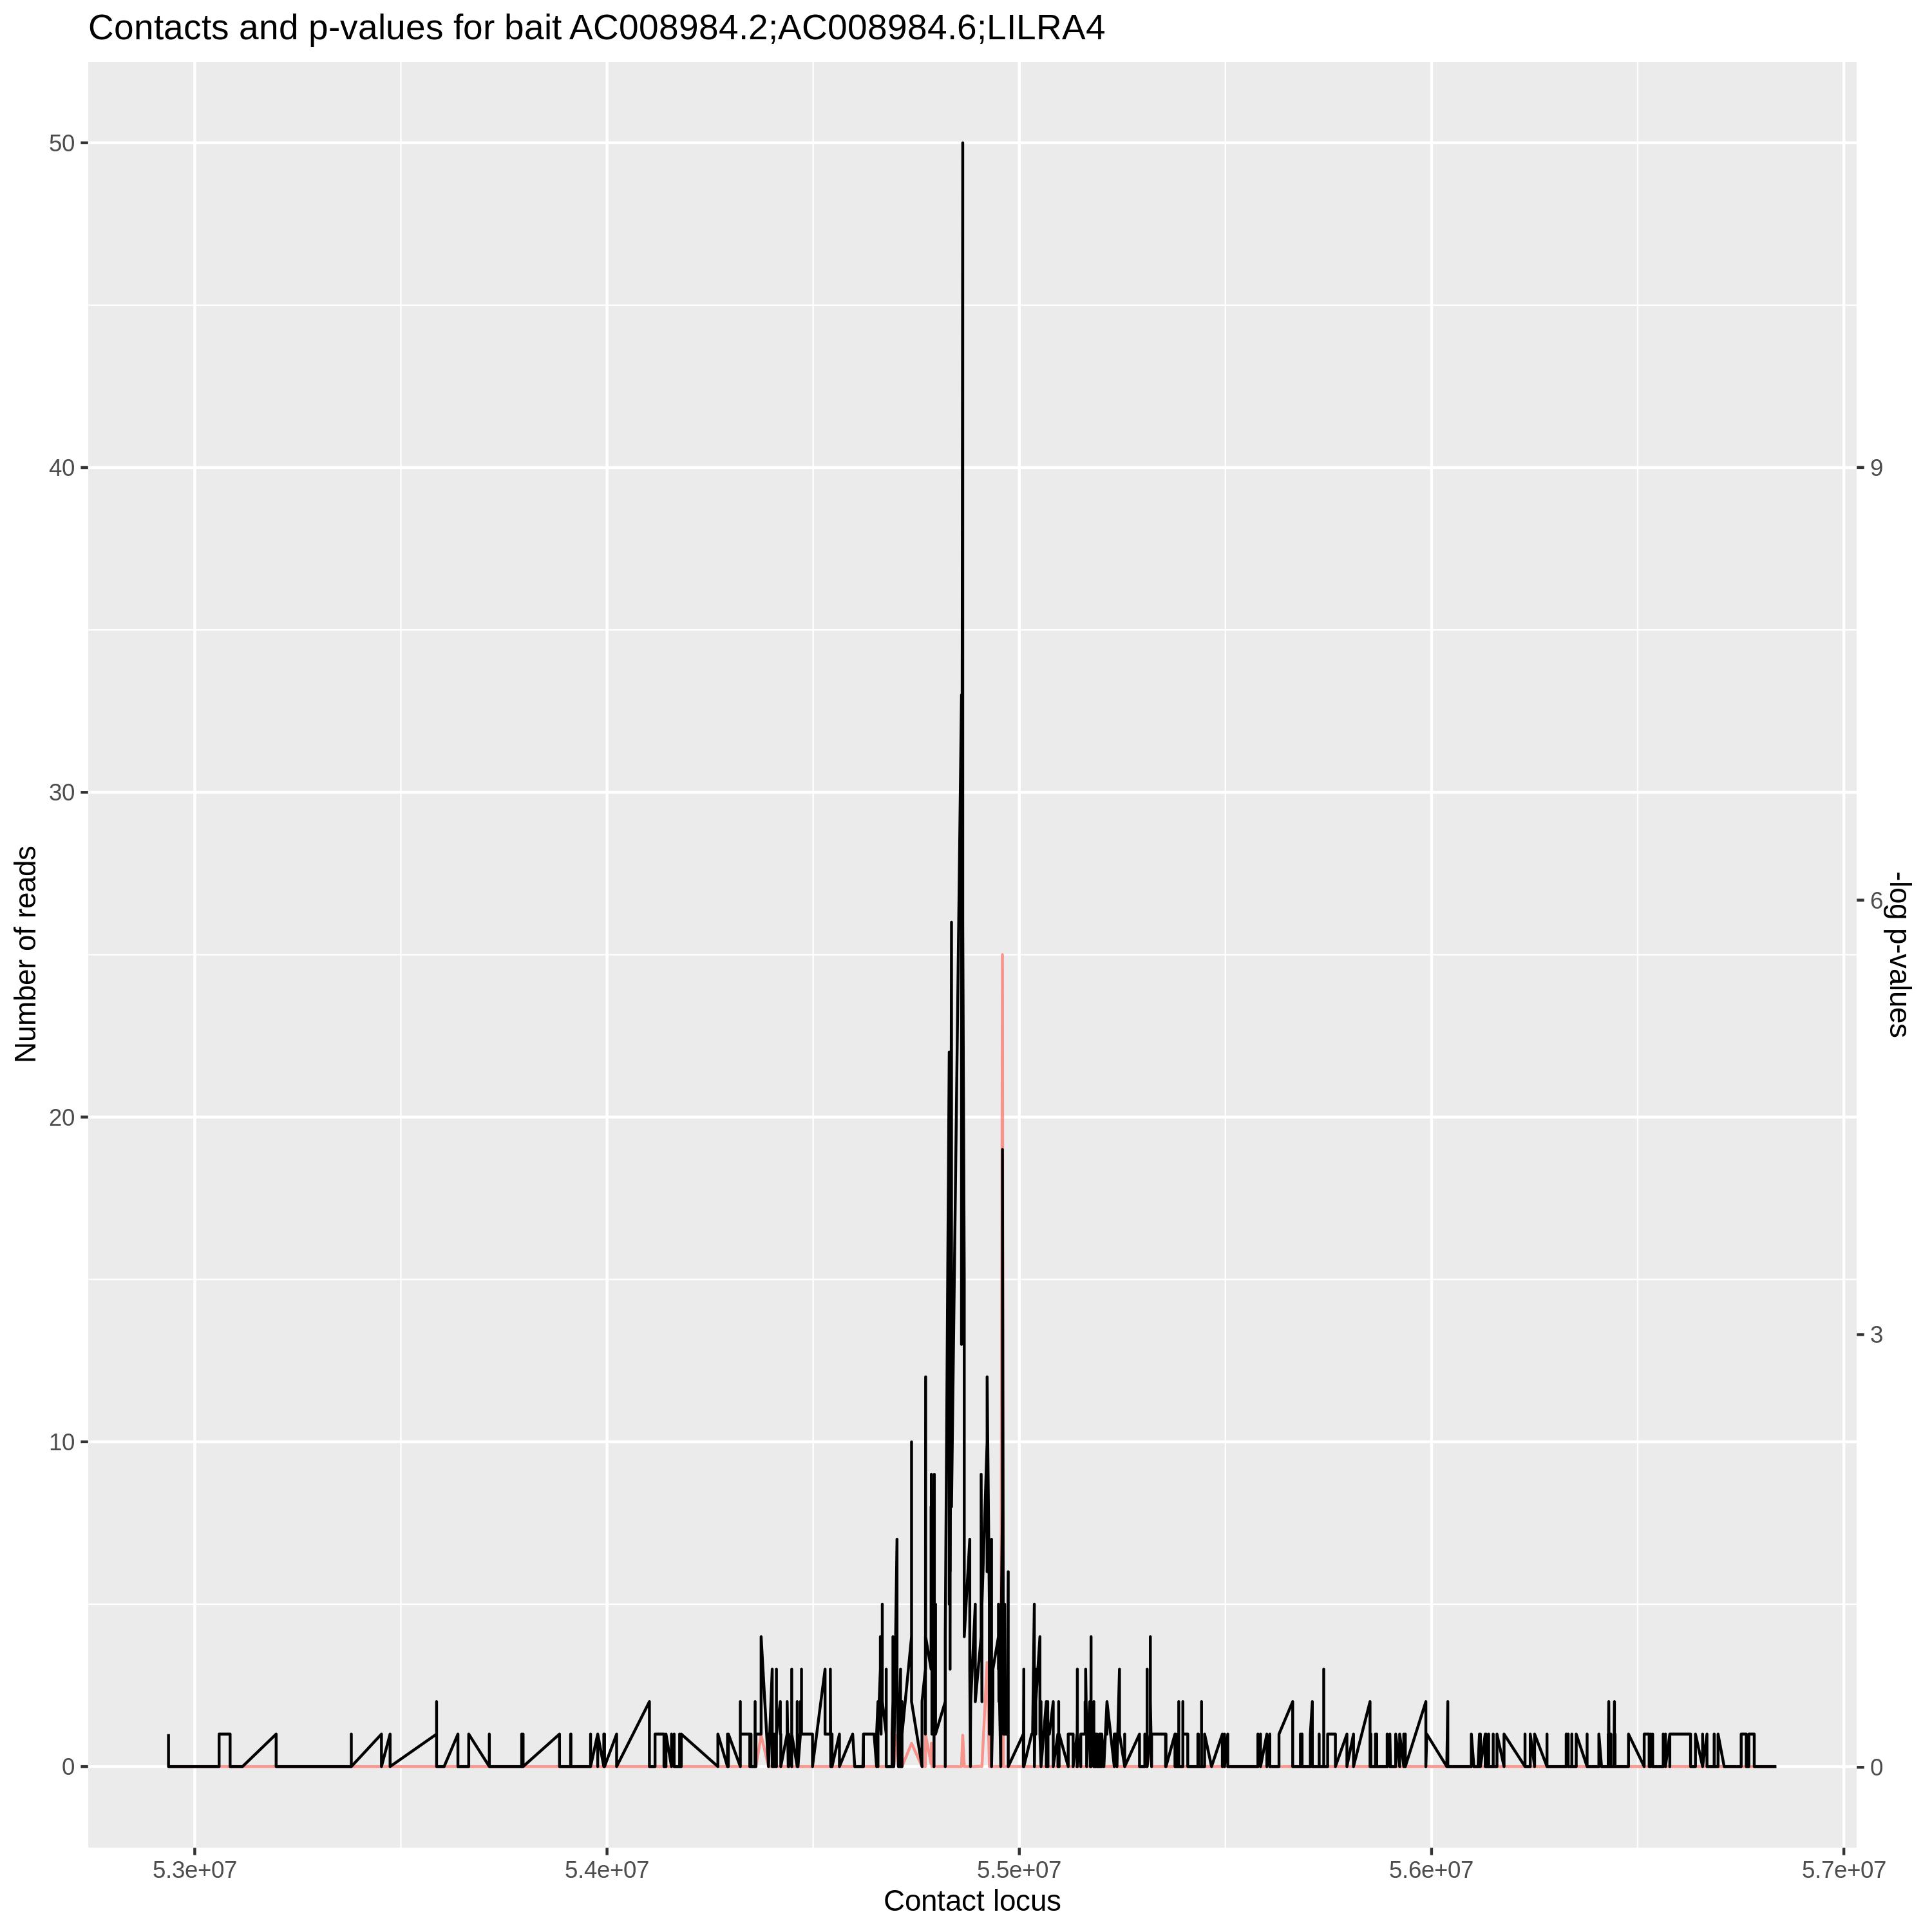 Contacts and p-values for bait AC008984.2;AC008984.6;LILRA4
50
40
30
20
10
0
Number of reads
9
6
3
0
-log p-values
5.3e+07
5.4e+07
5.5e+07
5.6e+07
5.7e+07
Contact locus